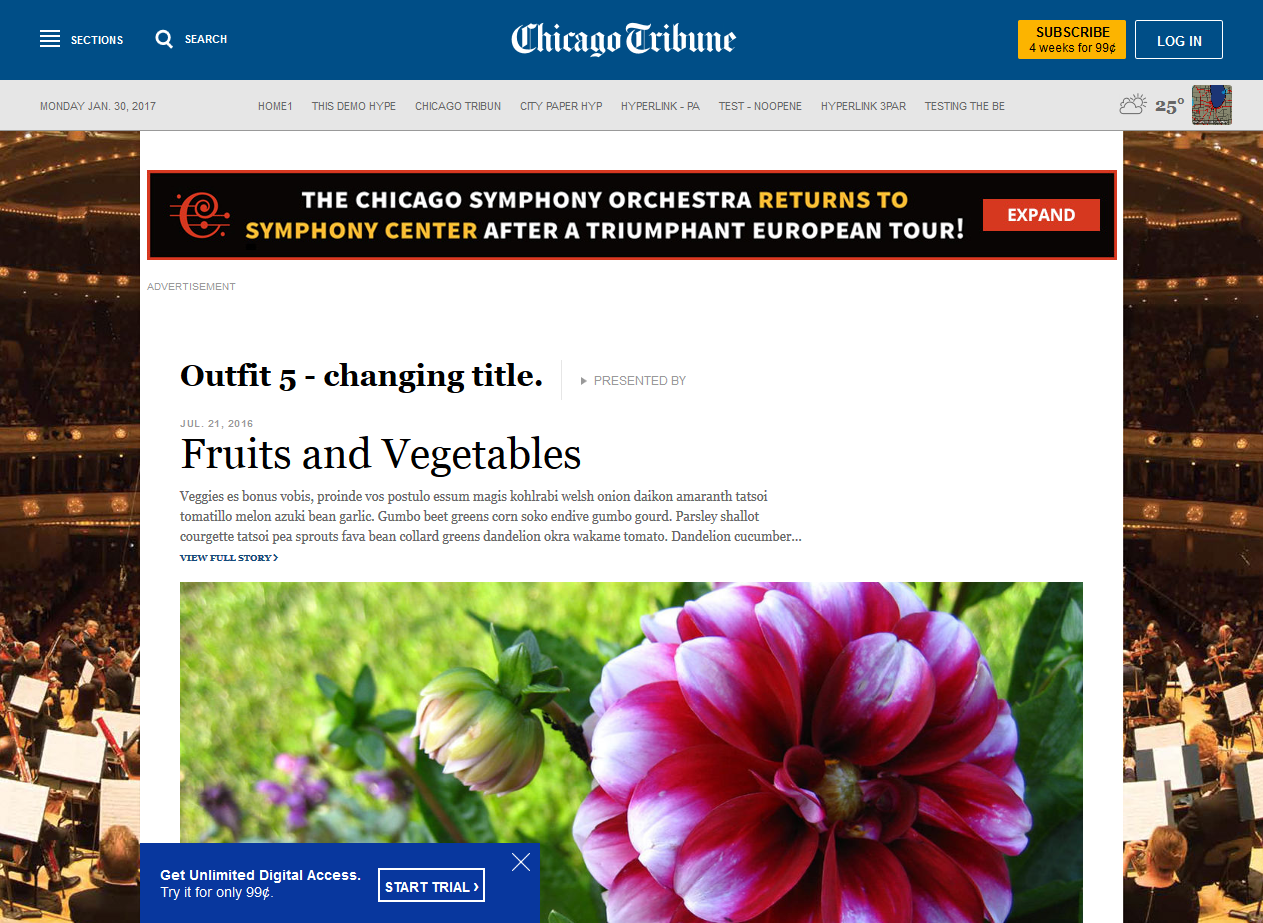 SECTIONS
SEARCH
Chicago Tribune
SUBSCRIBE
4 weeks for 99¢
LOG IN
MONDAY JAN. 30, 2017
HOME1
THIS DEMO HYPE
CHICAGO TRIBUN
CITY PAPER HYP
HYPERLINK - PA
TEST - NOOPENE
HYPERLINK 3PAR
TESTING THE BE
25°
THE CHICAGO SYMPHONY ORCHESTRA RETURNS TO
SYMPHONY CENTER AFTER A TRIUMPHANT EUROPEAN TOUR!
EXPAND
ADVERTISEMENT
Outfit 5 - changing title.
PRESENTED BY
JUL. 21, 2016
Fruits and Vegetables
Veggies es bonus vobis, proinde vos postulo essum magis kohlrabi welsh onion daikon amaranth tatsoi
tomatillo melon azuki bean garlic. Gumbo beet greens corn soko endive gumbo gourd. Parsley shallot
courgette tatsoi pea sprouts fava bean collard greens dandelion okra wakame tomato. Dandelion cucumber...
VIEW FULL STORY >
Get Unlimited Digital Access.
Try it for only 99¢.
START TRIAL ›